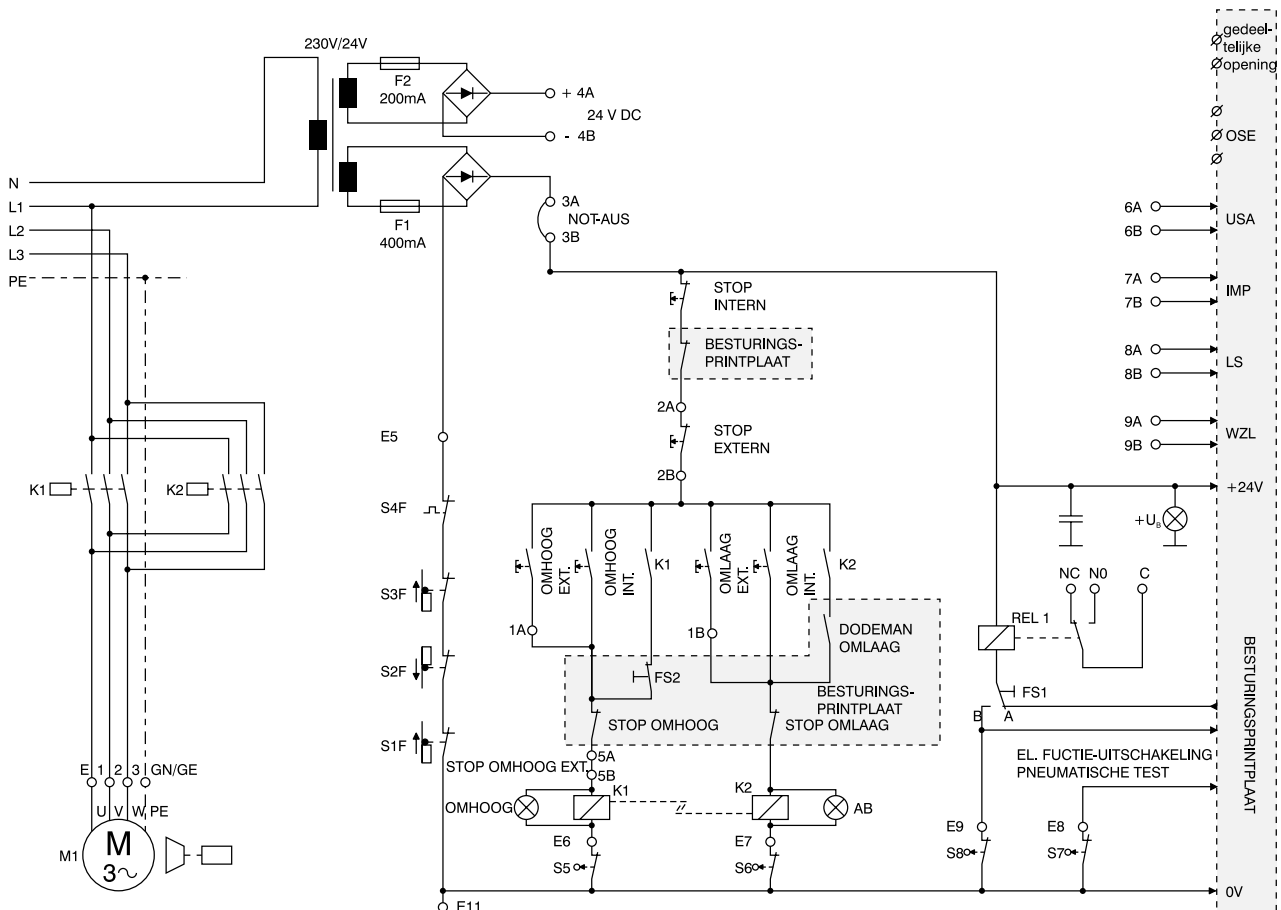 230V/24V
F2
200mA
+ 4A
24 V DC
- 4B
gedeel-
telijke
opening
OSE
N
L1
L2
L3
PE
F1
400mA
3A
NOT-AUS
3B
6A
6B
USA
7A
7B
IMP
8A
8B
LS
9A
9B
WZL
+24V
STOP
INTERN
BESTURINGS-
PRINTPLAAT
2A
STOP
EXTERN
2B
E5
K1
K2
S4F
S3F
S2F
S1F
OMHOOG
EXT.
OMHOOG
INT.
K1
OMLAAG
EXT.
OMLAAG
INT.
K2
+UB
NC
N0
C
1A
1B
DODEMAN
OMLAAG
REL 1
FS2
BESTURINGS-
PRINTPLAAT
STOP OMHOOG
STOP OMLAAG
FS1
B
A
5A
STOP OMHOOG EXT.
5B
EL. FUCTIE-UITSCHAKELING
PNEUMATISCHE TEST
BESTURINGSPRINTPLAAT
E 1 2 3 GN/GE
U V W PE
M1
M
3~
OMHOOG
K1
K2
AB
E6
E7
E9
E8
S5
S6
S8
S7
0V
E11